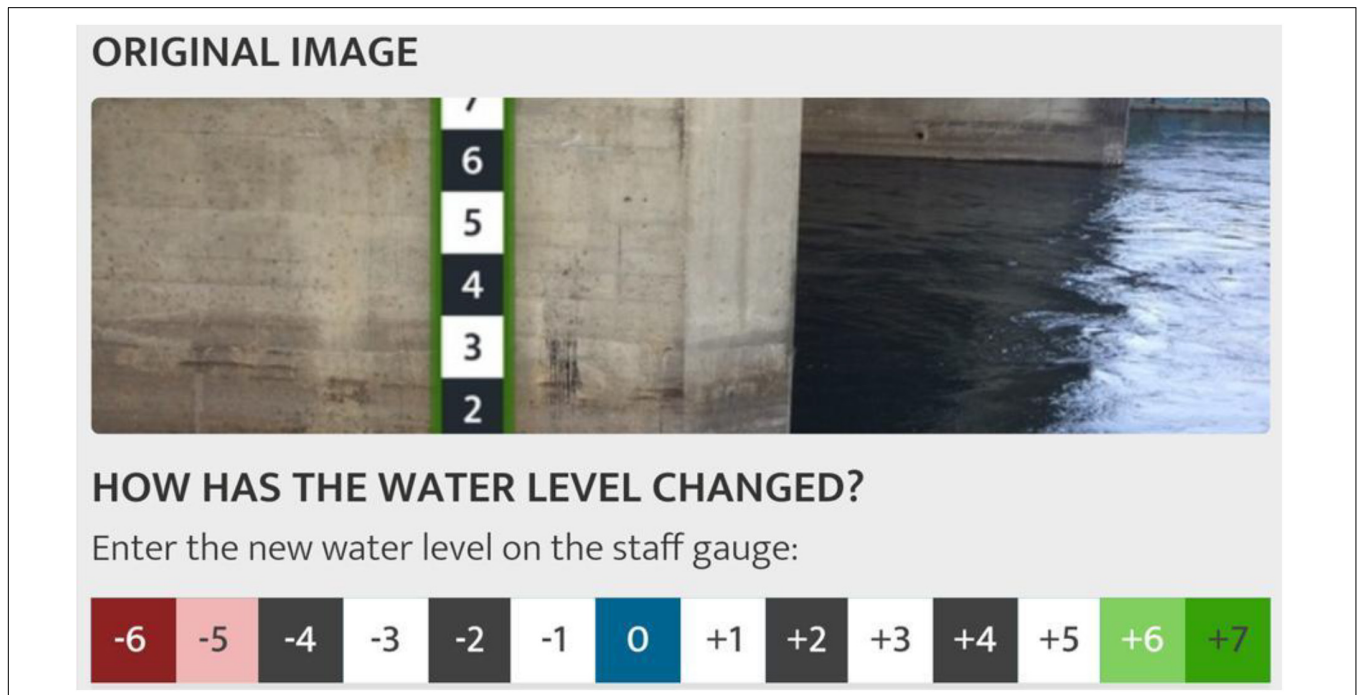 ORIGINAL IMAGE
7
6
5
4
3
2
HOW HAS THE WATER LEVEL CHANGED?
Enter the new water level on the staff gauge:
-6 -5 -4 -3 -2 -1 0 +1 +2 +3 +4 +5 +6 +7